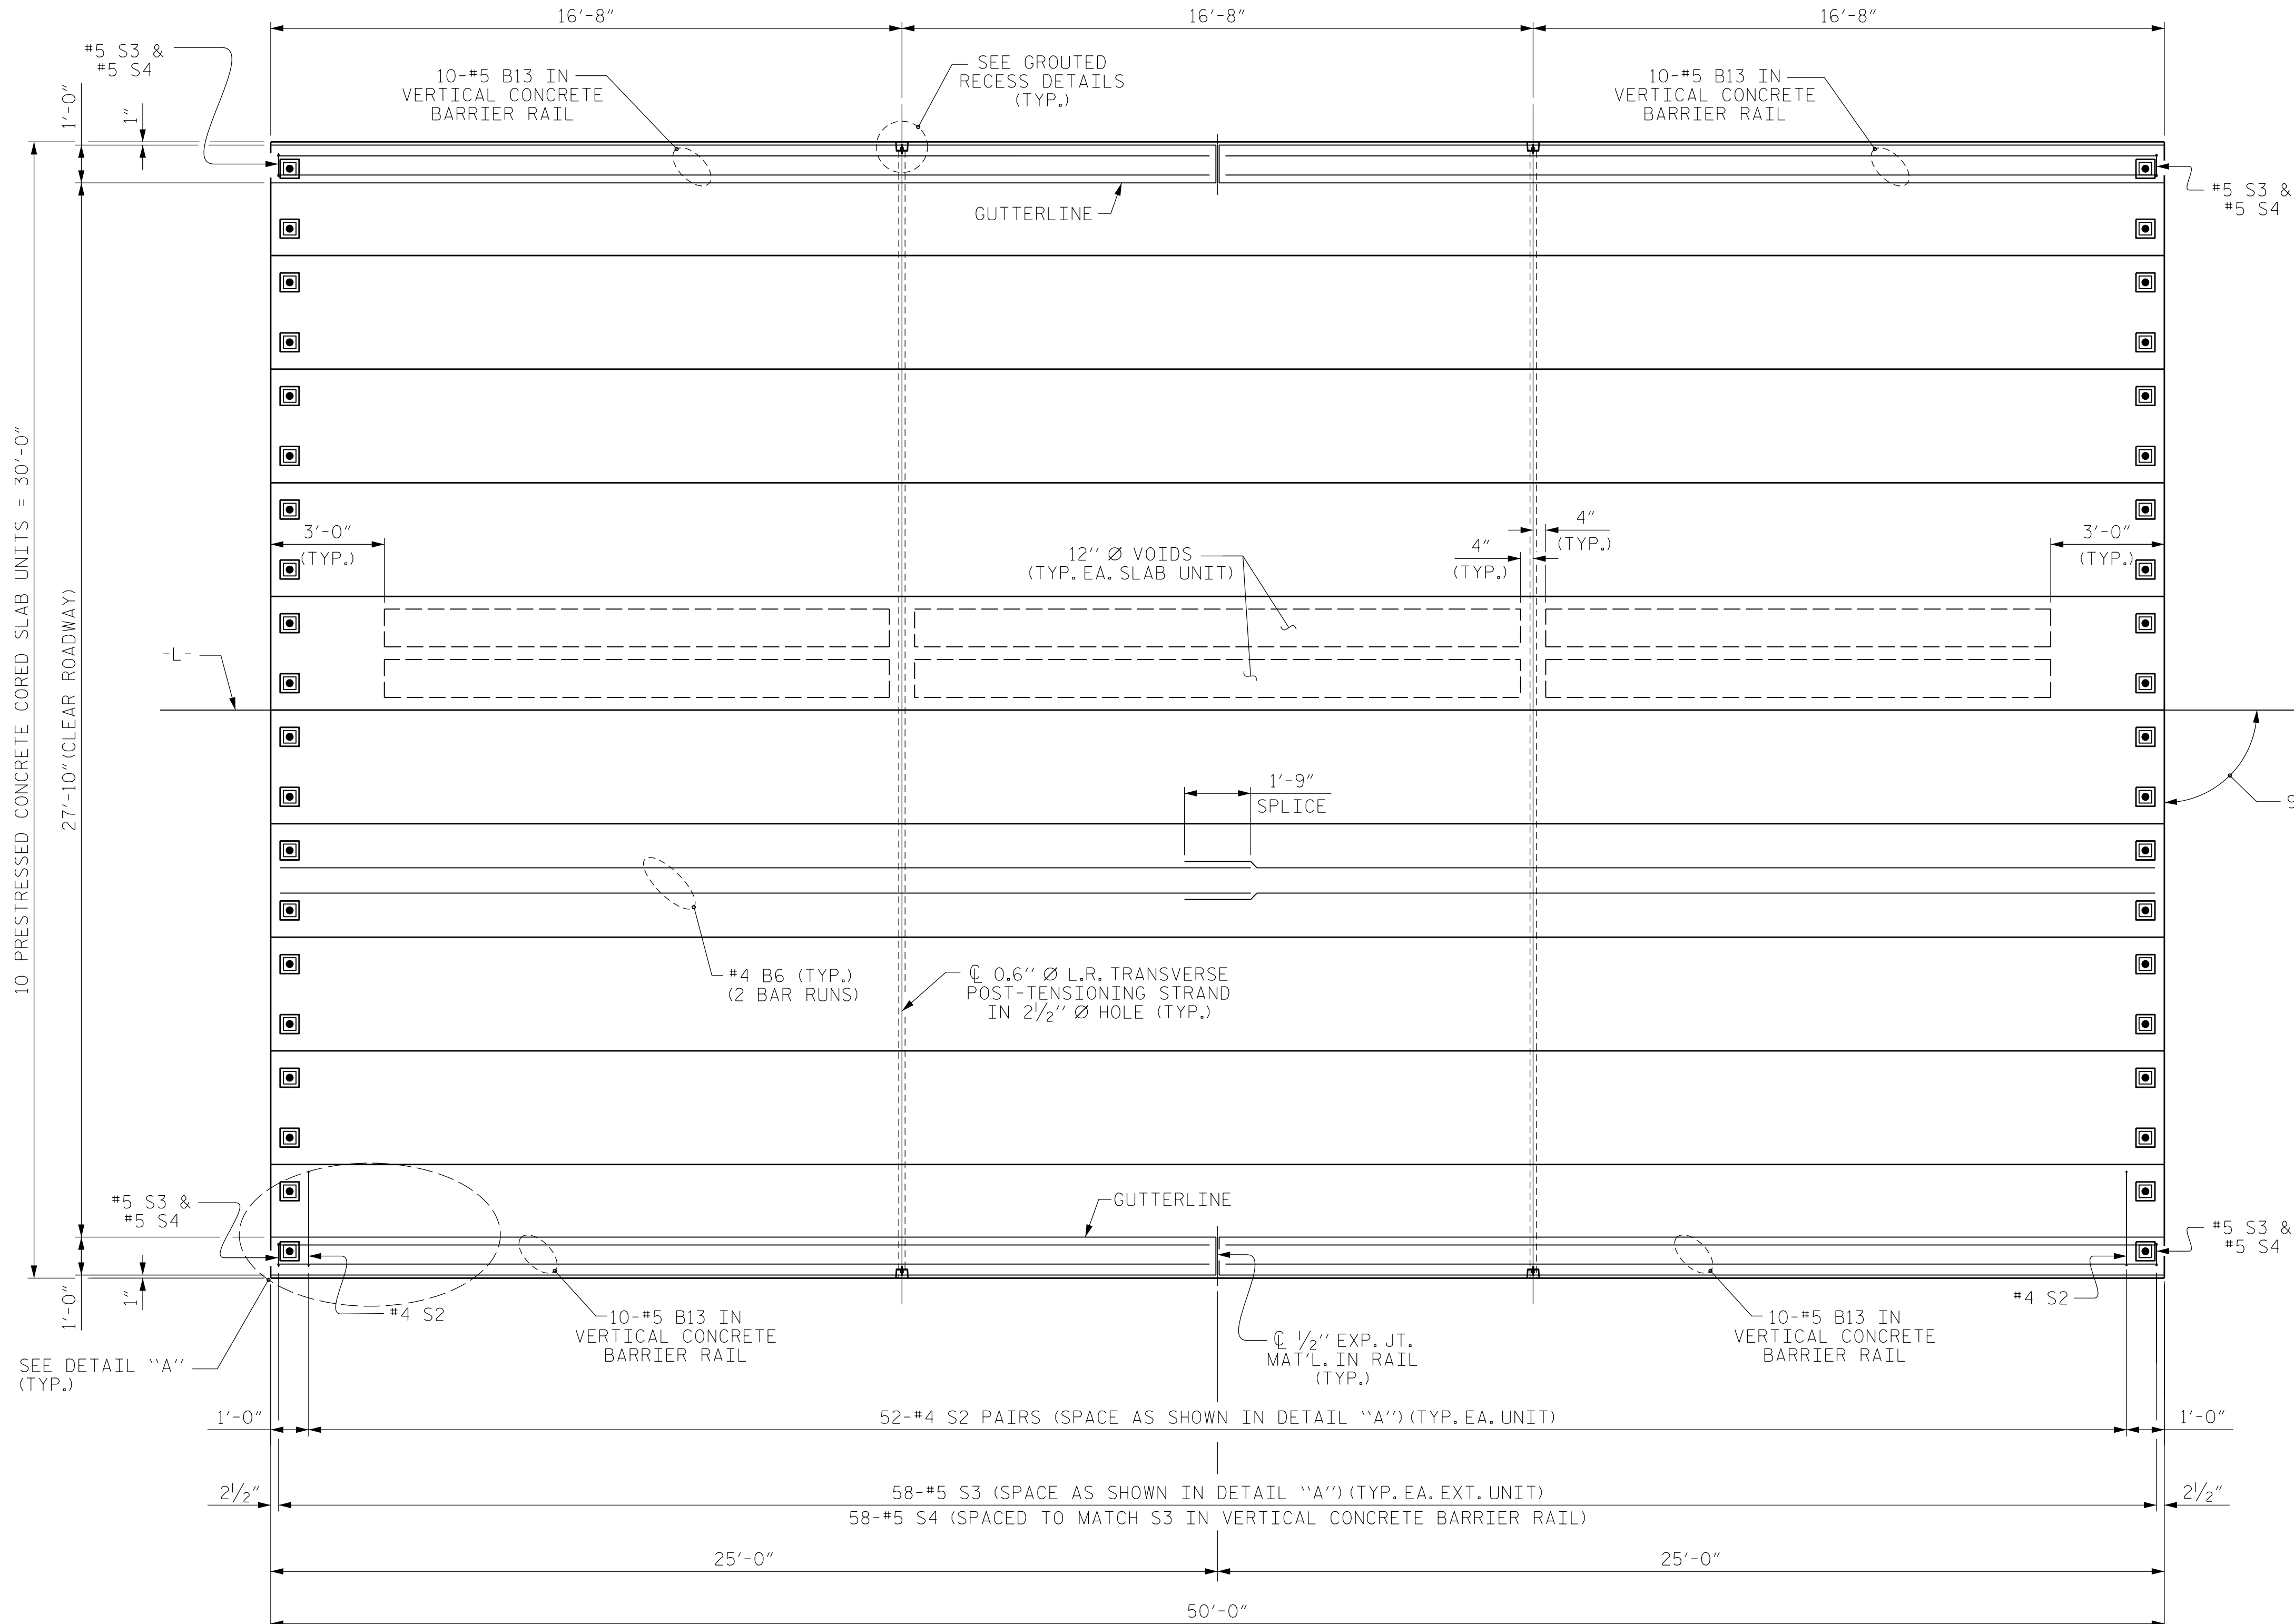 16'-8"
16'-8"
16'-8"
#5 S3 &
#5 S4
10-#5 B13 IN
VERTICAL CONCRETE
BARRIER RAIL
SEE GROUTED
RECESS DETAILS
(TYP.)
10-#5 B13 IN
VERTICAL CONCRETE
BARRIER RAIL
1'-0"
1"
#5 S3 &
#5 S4
GUTTERLINE
10 PRESTRESSED CONCRETE CORED SLAB UNITS = 30'-0"
27'-10" (CLEAR ROADWAY)
3'-0"
(TYP.)
12" Ø VOIDS
(TYP. EA. SLAB UNIT)
4"
(TYP.)
4"
(TYP.)
3'-0"
(TYP.)
-L-
1'-9"
SPLICE
9
#4 B6 (TYP.)
(2 BAR RUNS)
℄ 0.6" Ø L.R. TRANSVERSE
POST-TENSIONING STRAND
IN 2½" Ø HOLE (TYP.)
#5 S3 &
#5 S4
GUTTERLINE
#5 S3 &
#5 S4
1'-0"
1"
#4 S2
10-#5 B13 IN
VERTICAL CONCRETE
BARRIER RAIL
℄ ½" EXP. JT.
MAT'L. IN RAIL
(TYP.)
10-#5 B13 IN
VERTICAL CONCRETE
BARRIER RAIL
#4 S2
SEE DETAIL "A"
(TYP.)
1'-0"
52-#4 S2 PAIRS (SPACE AS SHOWN IN DETAIL "A") (TYP. EA. UNIT)
1'-0"
2½"
58-#5 S3 (SPACE AS SHOWN IN DETAIL "A") (TYP. EA. EXT. UNIT)
58-#5 S4 (SPACED TO MATCH S3 IN VERTICAL CONCRETE BARRIER RAIL)
2½"
25'-0"
25'-0"
50'-0"